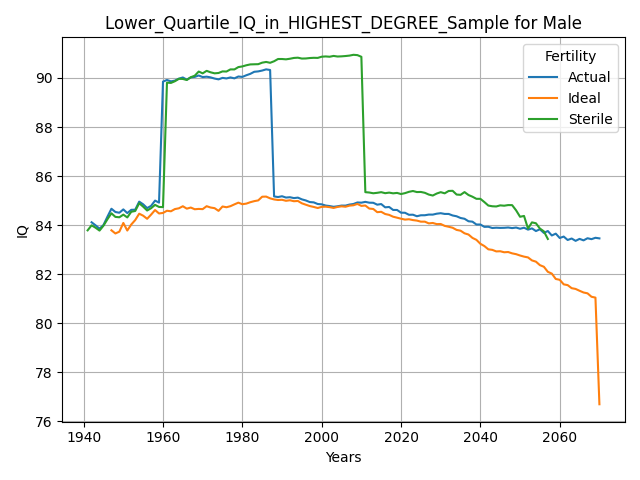 Lower_Quartile_IQ_in_HIGHEST_DEGREE_Sample for Male
Fertility
Actual
Ideal
Sterile
IQ
90
88
86
84
82
80
78
76
1940
1960
1980
2000
2020
2040
2060
Years